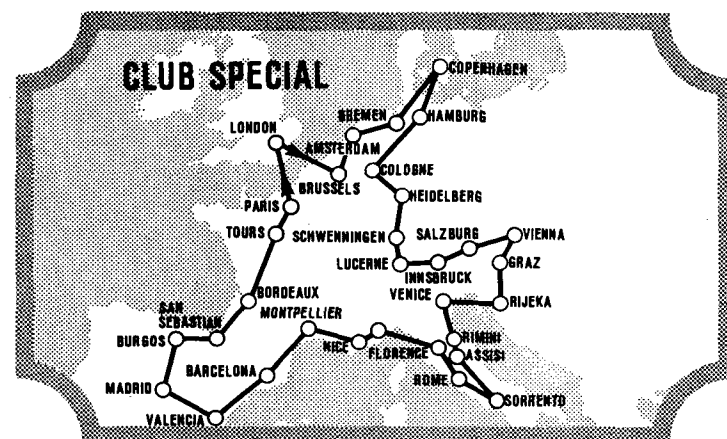 CLUB SPECIAL
COPENHAGEN
BREMEN
HAMBURG
LONDON
AMSTERDAM
COLOGNE
BRUSSELS
HEIDELBERG
PARIS
TOURS
SCHWENNINGEN
SALZBURG
VIENNA
LUCERNE
INNSBRUCK
GRAZ
VENICE
RIJEKA
BORDEAUX
SAN
SEBASTIAN
MONTPELLIER
BURGOS
NICE
FLORENCE
RIMINI
ASSISI
BARCELONA
ROME
MADRID
SORRENTO
VALENCIA